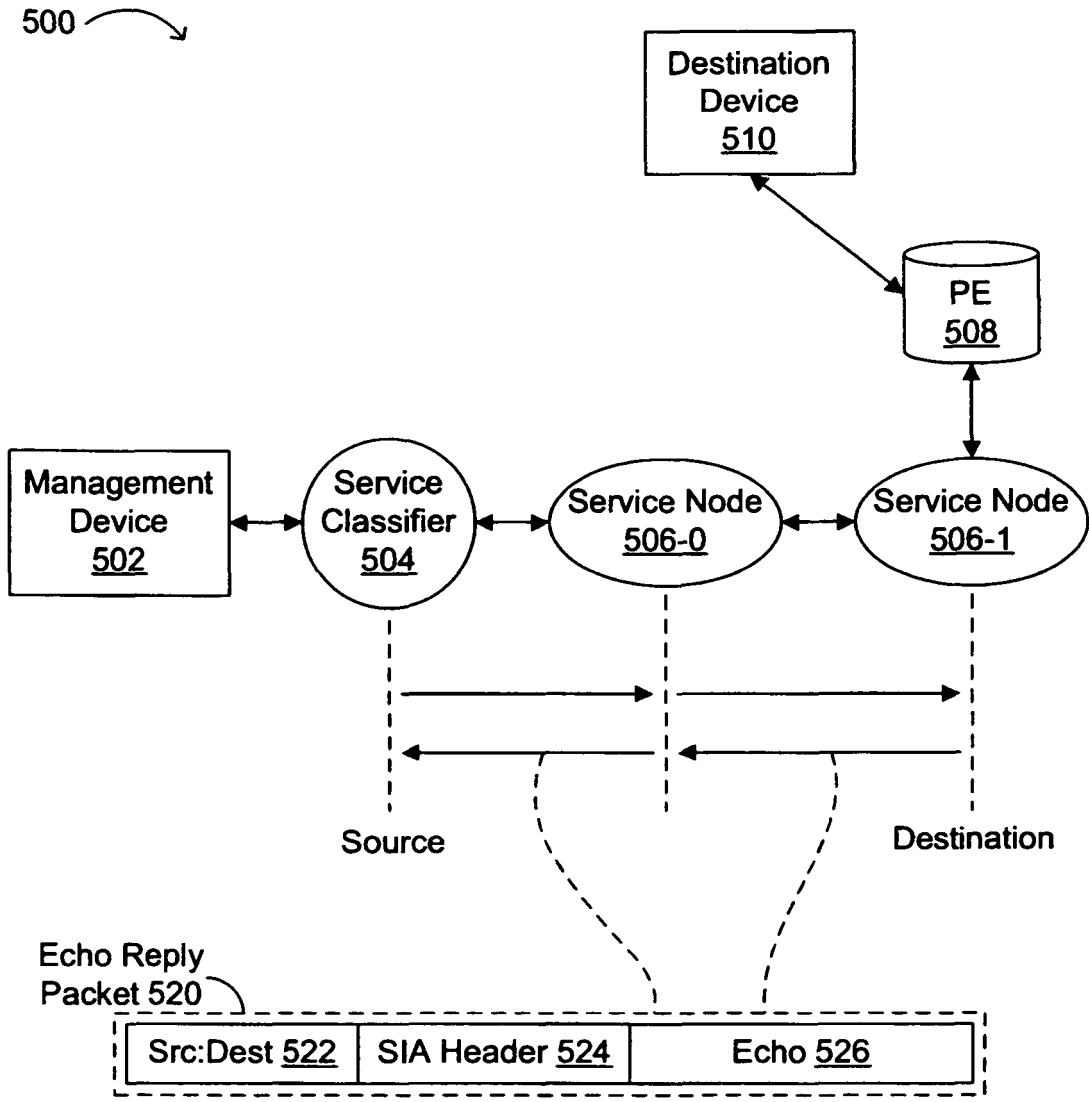 500
Destination
Device
510
PE
508
Management
Device
502
Service
Classifier
504
Service Node
506-0
Service Node
506-1
Source
Destination
Echo Reply
Packet 520
Src:Dest 522
SIA Header 524
Echo 526